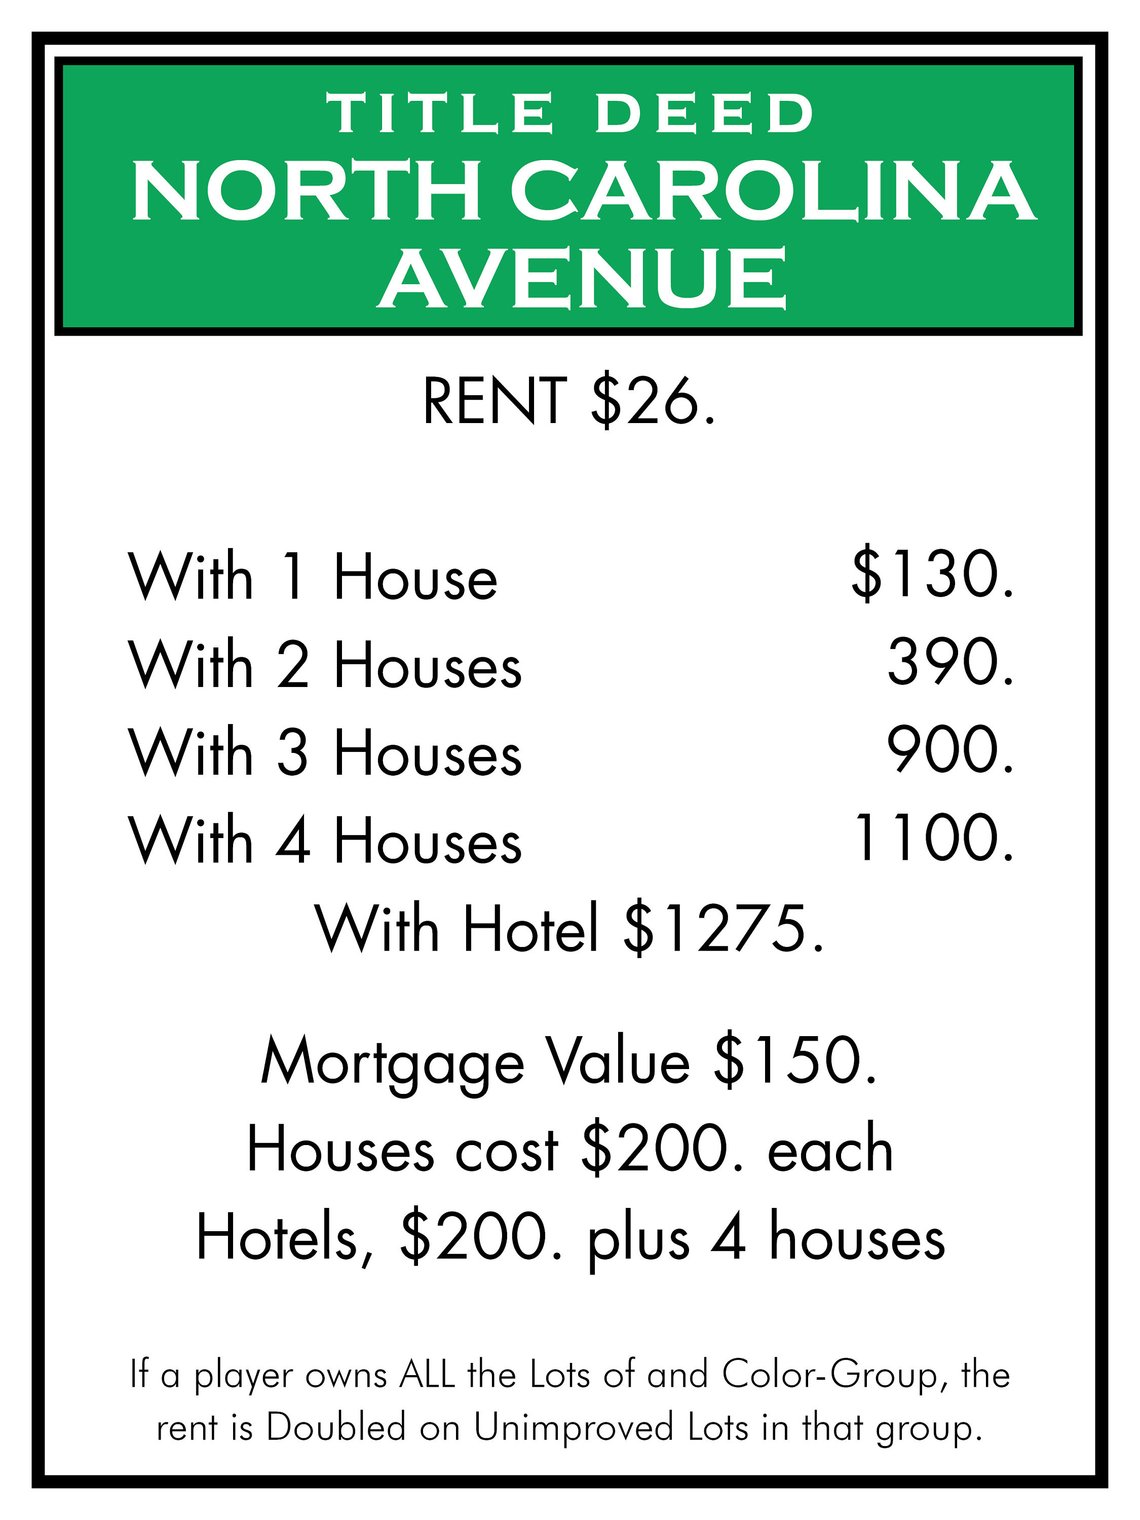 TITLE DEED
NORTH CAROLINA
AVENUE
RENT $26.
With 1 House $130.
With 2 Houses 390.
With 3 Houses 900.
With 4 Houses 1100.
With Hotel $1275.
Mortgage Value $150.
Houses cost $200. each
Hotels, $200. plus 4 houses
If a player owns ALL the Lots of and Color-Group, the
rent is Doubled on Unimproved Lots in that group.